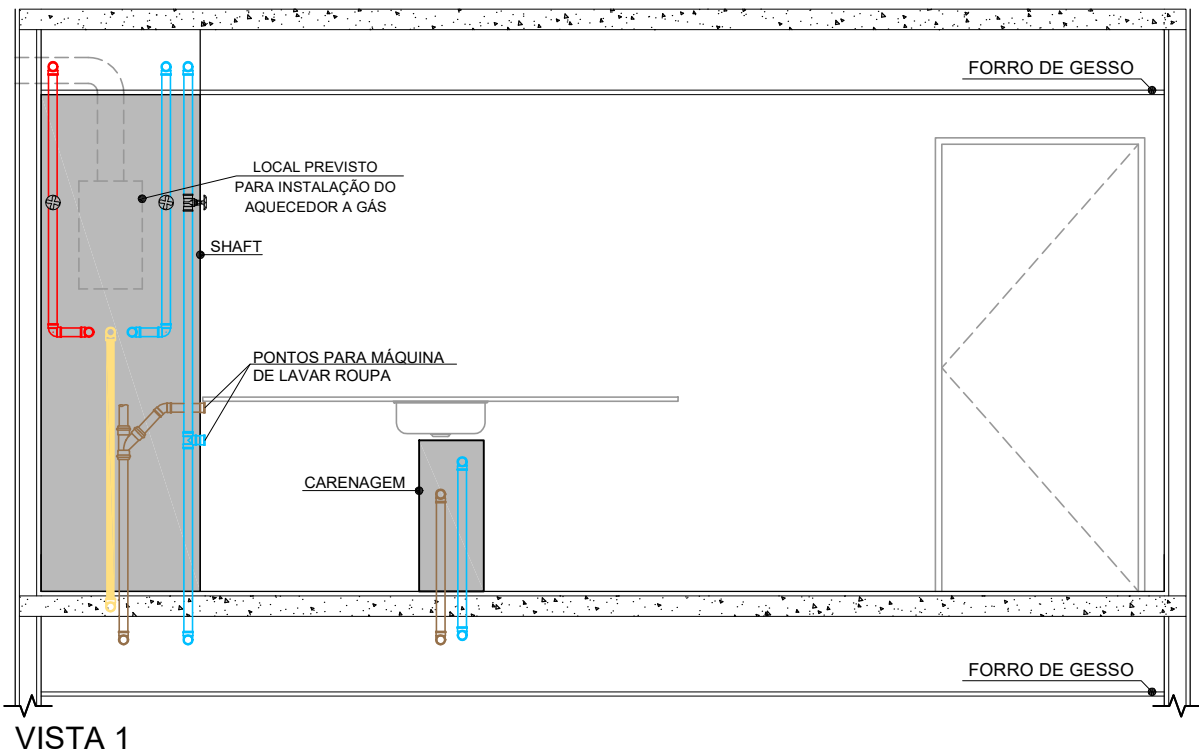 FORRO DE GESSO
LOCAL PREVISTO
PARA INSTALAÇÃO DO
AQUECEDOR A GÁS
SHAFT
PONTOS PARA MÁQUINA
DE LAVAR ROUPA
CARENAGEM
FORRO DE GESSO
VISTA 1